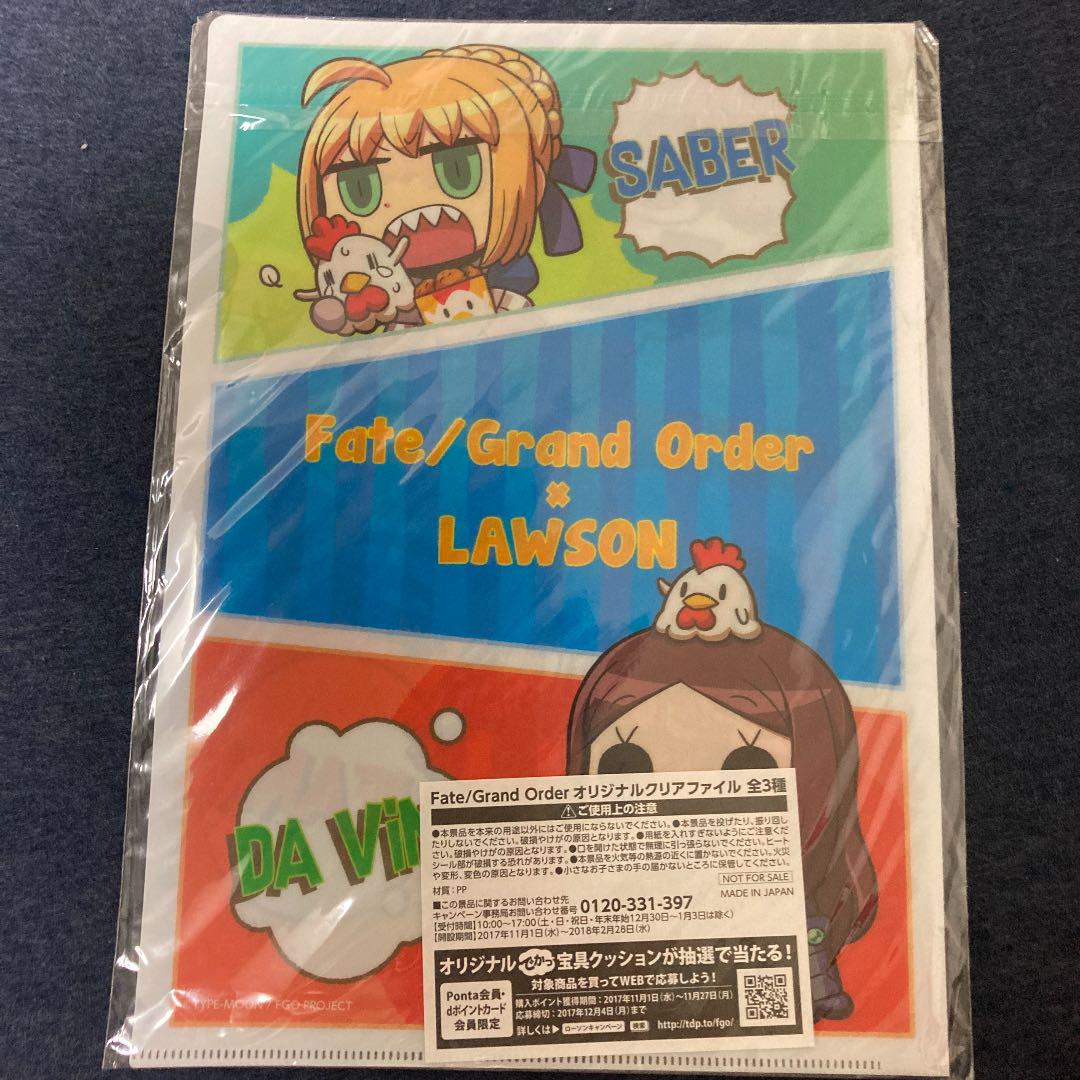 SABER
Fate/Grand Order
×
LAWSON
DA Vi
Fate/Grand Order オリジナルクリアファイル 全3種
⚠ご使用上の注意
●本景品を本来の用途以外にはご使用にならないでください。●本景品を投げたり、振り回し
たりしないでください。破損やけがの原因となります。●用紙を入れすぎないようにご注意くだ
さい。破損やけがの原因となります。●口を開けた状態で無理に引っ張らないでください。ヒート
シール部が破損する恐れがあります。●本景品を火気等の熱源の近くに置かないでください。火災
や変形、変色の原因となります。●小さなお子さまの手の届かないところに保管してください。
材質:PP
NOT FOR SALE
MADE IN JAPAN
■この景品に関するお問い合わせ先
キャンペーン事務局お問い合わせ番号 0120-331-397
【受付時間】10:00～17:00(土・日・祝日・年末年始12月30日～1月3日は除く)
【開設期間】2017年11月1日(水)～2018年2月28日(水)
オリジナルでかっ宝具クッションが抽選で当たる!
対象商品を買ってWEBで応募しよう!
Ponta会員・
dポイントカード
会員限定
購入ポイント獲得期間:2017年11月1日(水)～11月27日(月)
応募締切:2017年12月4日(月)まで
詳しくは▶ ローソンキャンペーン 検索 http://tdp.to/fgo/
TYPE-MOON / FGO PROJECT